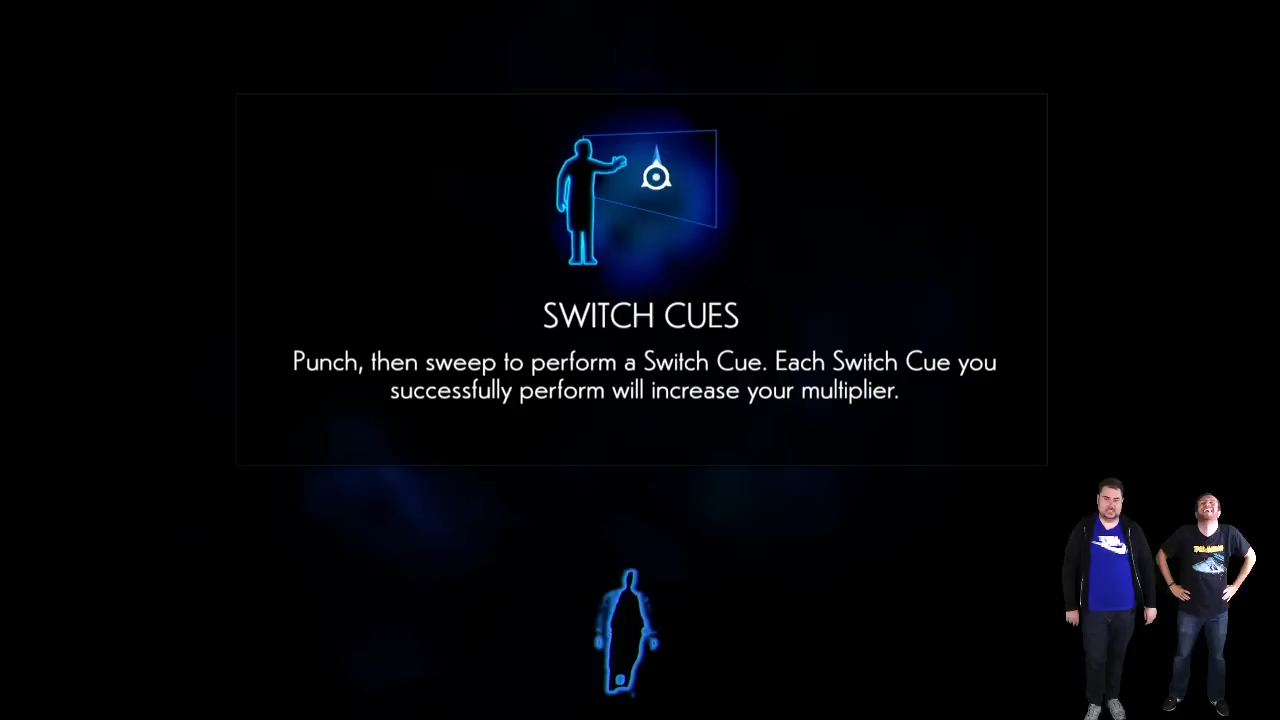 SWITCH CUES
Punch, then sweep to perform a Switch Cue. Each Switch Cue you
successfully perform will increase your multiplier.